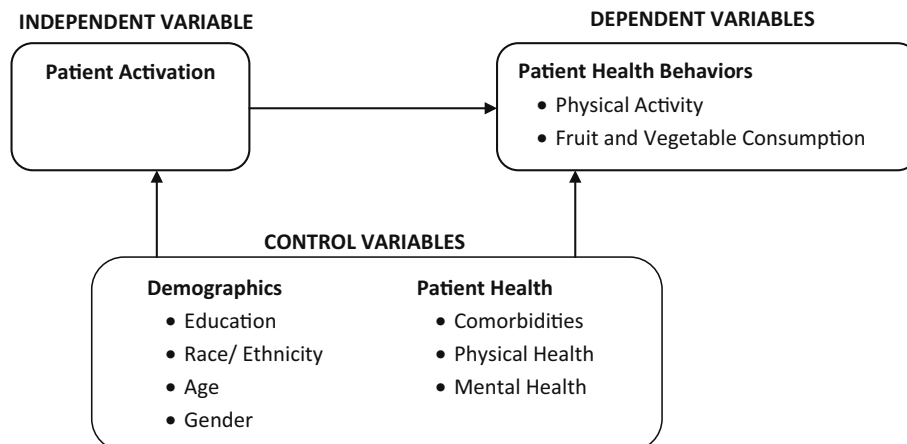 INDEPENDENT VARIABLE
Patient Activation
DEPENDENT VARIABLES
Patient Health Behaviors
• Physical Activity
• Fruit and Vegetable Consumption
CONTROL VARIABLES
Demographics
• Education
• Race/ Ethnicity
• Age
• Gender
Patient Health
• Comorbidities
• Physical Health
• Mental Health